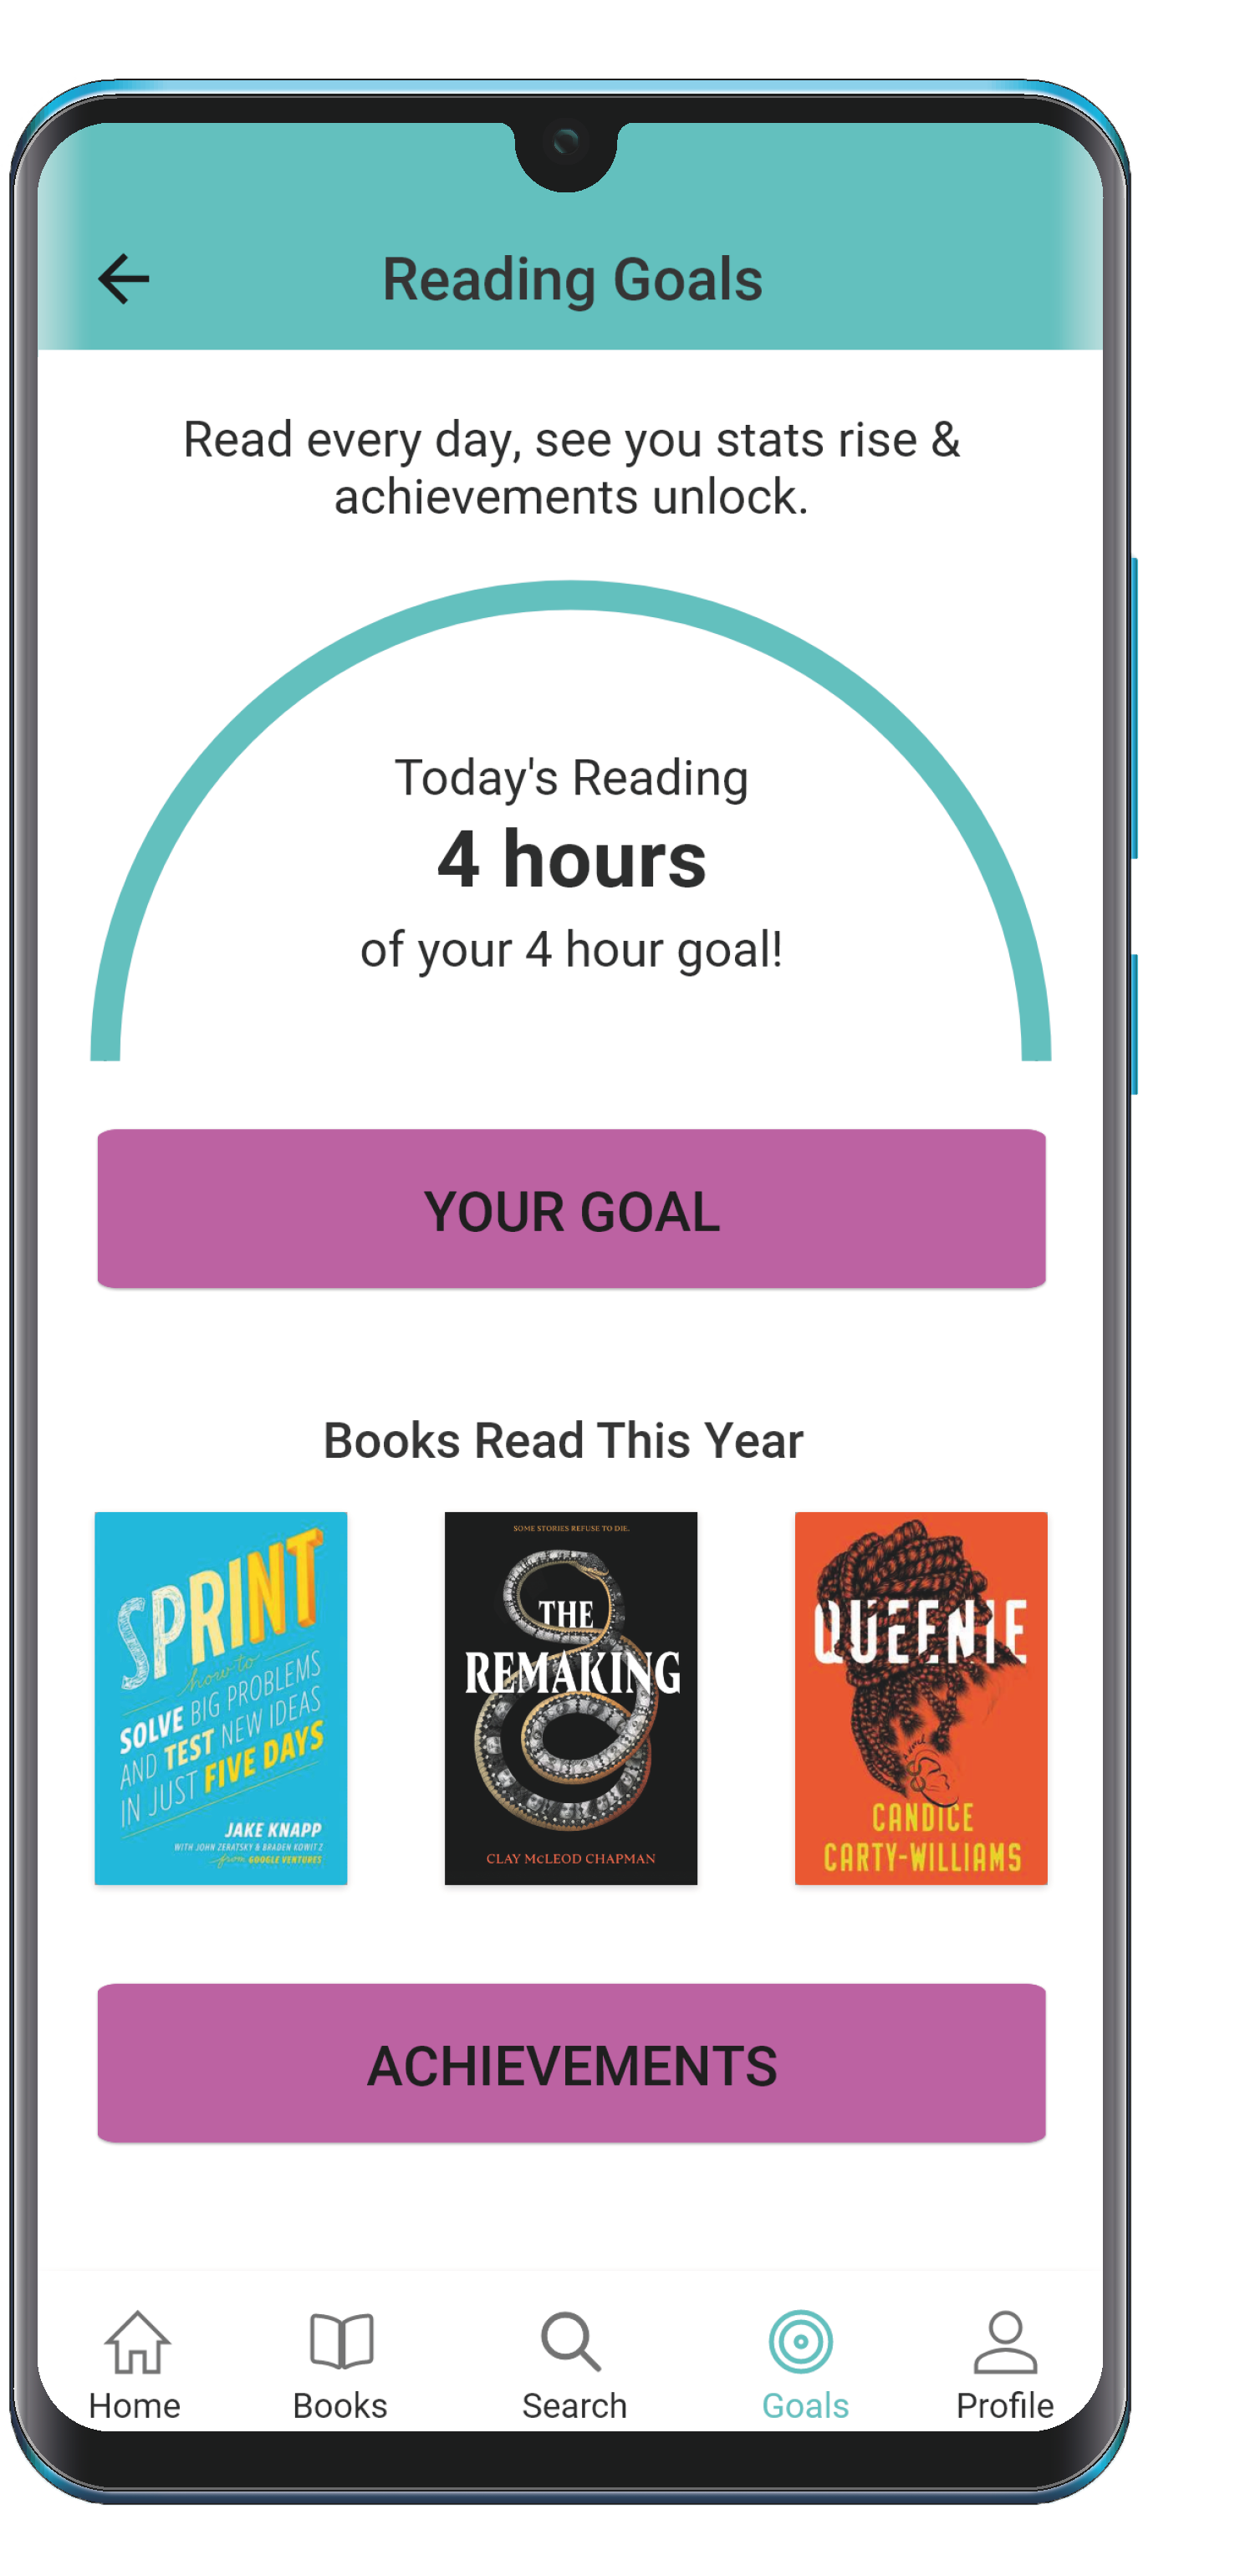 Reading Goals
Read every day, see you stats rise &
achievements unlock.
Today's Reading
4 hours
of your 4 hour goal!
YOUR GOAL
Books Read This Year
SPRINT
how to
SOLVE BIG PROBLEMS
AND TEST NEW IDEAS
IN JUST FIVE DAYS
JAKE KNAPP
WITH JOHN ZERATSKY & BRADEN KOWITZ
from GOOGLE VENTURES
SOME STORIES REFUSE TO DIE.
THE
REMAKING
CLAY McLEOD CHAPMAN
QUEENIE
a novel
CANDICE
CARTY-WILLIAMS
ACHIEVEMENTS
Home
Books
Search
Goals
Profile